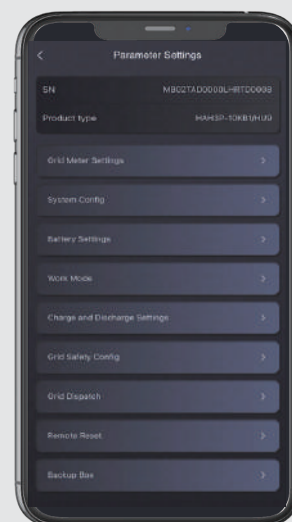 Parameter Settings
SN
Product type
Grid Meter Settings
System Config
Battery Settings
Work Mode
Charge and Discharge Settings
Grid Safety Config
Grid Dispatch
Remote Reset
Backup Box